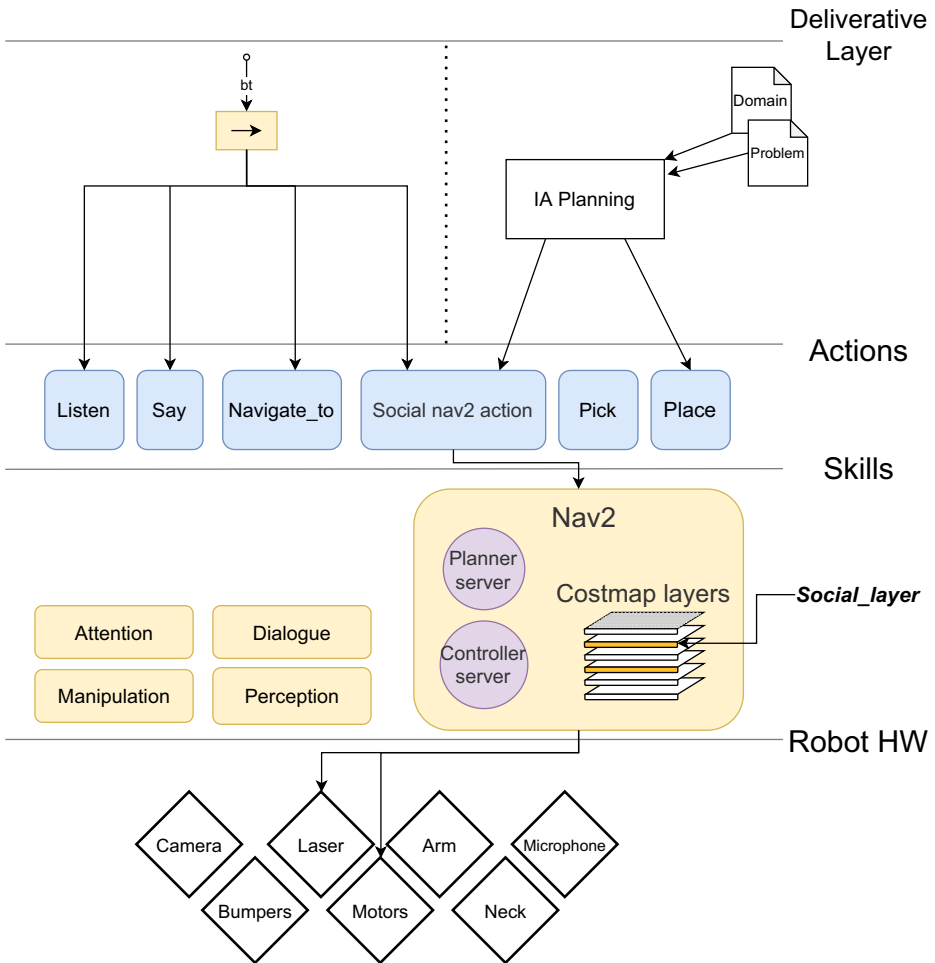 Deliverative
Layer
bt
Domain
Problem
IA Planning
Actions
Listen
Say
Navigate_to
Social nav2 action
Pick
Place
Skills
Nav2
Planner
server
Costmap layers
Social_layer
Controller
server
Attention
Dialogue
Manipulation
Perception
Robot HW
Camera
Laser
Arm
Microphone
Bumpers
Motors
Neck